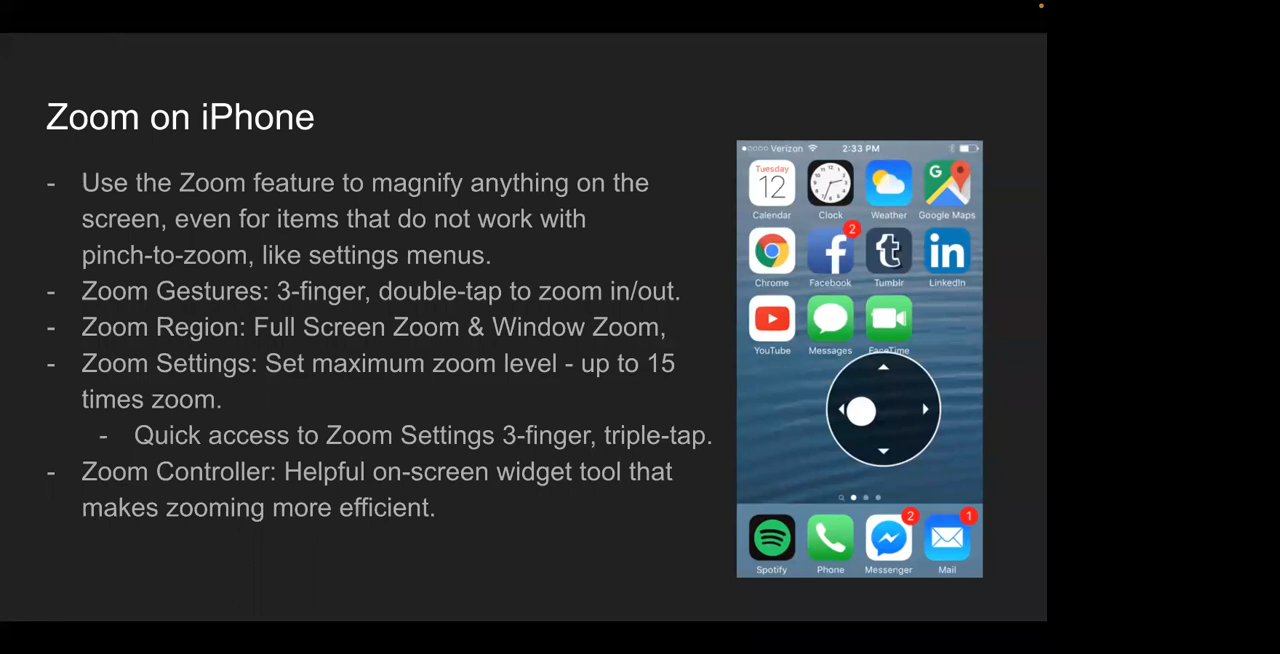 Zoom on iPhone
- Use the Zoom feature to magnify anything on the
screen, even for items that do not work with
pinch-to-zoom, like settings menus.
- Zoom Gestures: 3-finger, double-tap to zoom in/out.
- Zoom Region: Full Screen Zoom & Window Zoom,
- Zoom Settings: Set maximum zoom level - up to 15
times zoom.
- Quick access to Zoom Settings 3-finger, triple-tap.
- Zoom Controller: Helpful on-screen widget tool that
makes zooming more efficient.
Verizon 2:33 PM
Tuesday
12
Calendar Clock Weather Google Maps
2
Chrome Facebook Tumblr LinkedIn
YouTube Messages FaceTime
2 1
Spotify Phone Messenger Mail